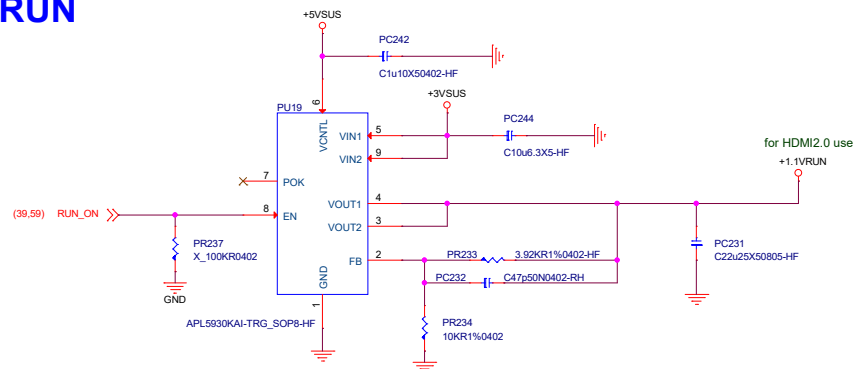 RUN
+5VSUS
PC242
C1u10X50402-HF
+3VSUS
PU19
6
VCNTL
VIN1
5
PC244
C10u6.3X5-HF
VIN2
9
for HDMI2.0 use
+1.1VRUN
7
POK
VOUT1
4
(39,59) RUN_ON
8
EN
VOUT2
3
PR237
X_100KR0402
PC231
C22u25X50805-HF
FB
2
PR233
3.92KR1%0402-HF
PC232
C47p50N0402-RH
GND
GND
1
APL5930KAI-TRG_SOP8-HF
PR234
10KR1%0402